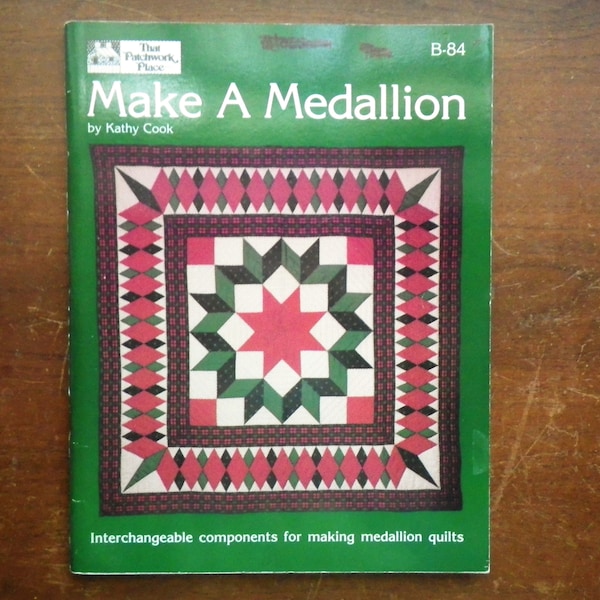 That
Patchwork
Place
B-84
Make A Medallion
by Kathy Cook
Interchangeable components for making medallion quilts